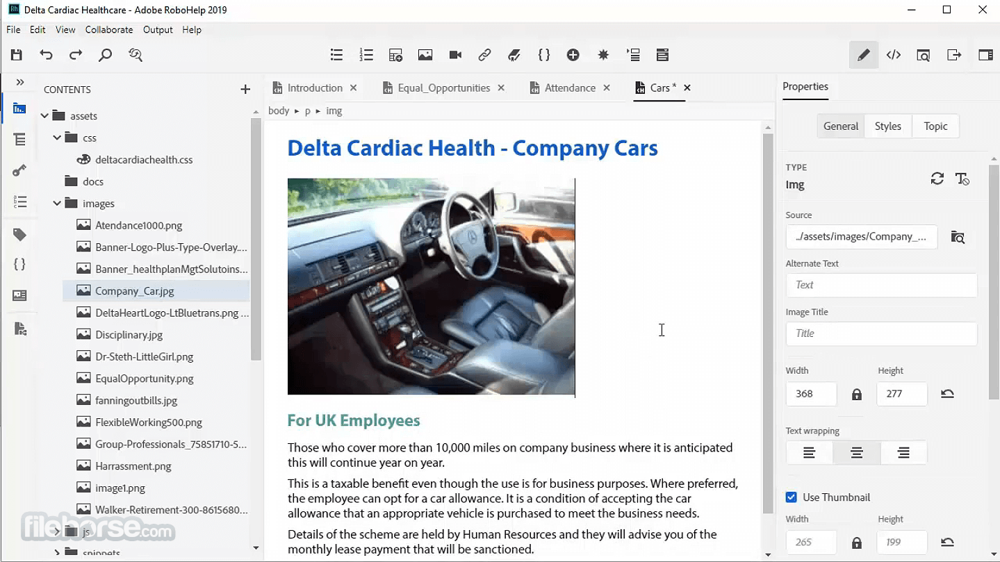 Rh Delta Cardiac Healthcare - Adobe RoboHelp 2019
File Edit View Collaborate Output Help
CONTENTS
assets
css
deltacardiachealth.css
docs
images
Atendance1000.png
Banner-Logo-Plus-Type-Overlay....
Banner_healthplanMgtSolutoins...
Company_Car.jpg
DeltaHeartLogo-LtBluetrans.png ...
Disciplinary.jpg
Dr-Steth-LittleGirl.png
EqualOpportunity.png
fanningoutbills.jpg
FlexibleWorking500.png
Group-Professionals_75851710-5...
Harrassment.png
image1.png
Walker-Retirement-300-8615680...
js
snippets
filehorse.com
Introduction Equal_Opportunities Attendance Cars *
body ▸ p ▸ img
Delta Cardiac Health - Company Cars
For UK Employees
Those who cover more than 10,000 miles on company business where it is anticipated
this will continue year on year.
This is a taxable benefit even though the use is for business purposes. Where preferred,
the employee can opt for a car allowance. It is a condition of accepting the car
allowance that an appropriate vehicle is purchased to meet the business needs.
Details of the scheme are held by Human Resources and they will advise you of the
monthly lease payment that will be sanctioned.
Properties
General Styles Topic
TYPE
Img
Source
../assets/images/Company_...
Alternate Text
Text
Image Title
Title
Width Height
368 277
Text wrapping
Use Thumbnail
Width Height
265 199